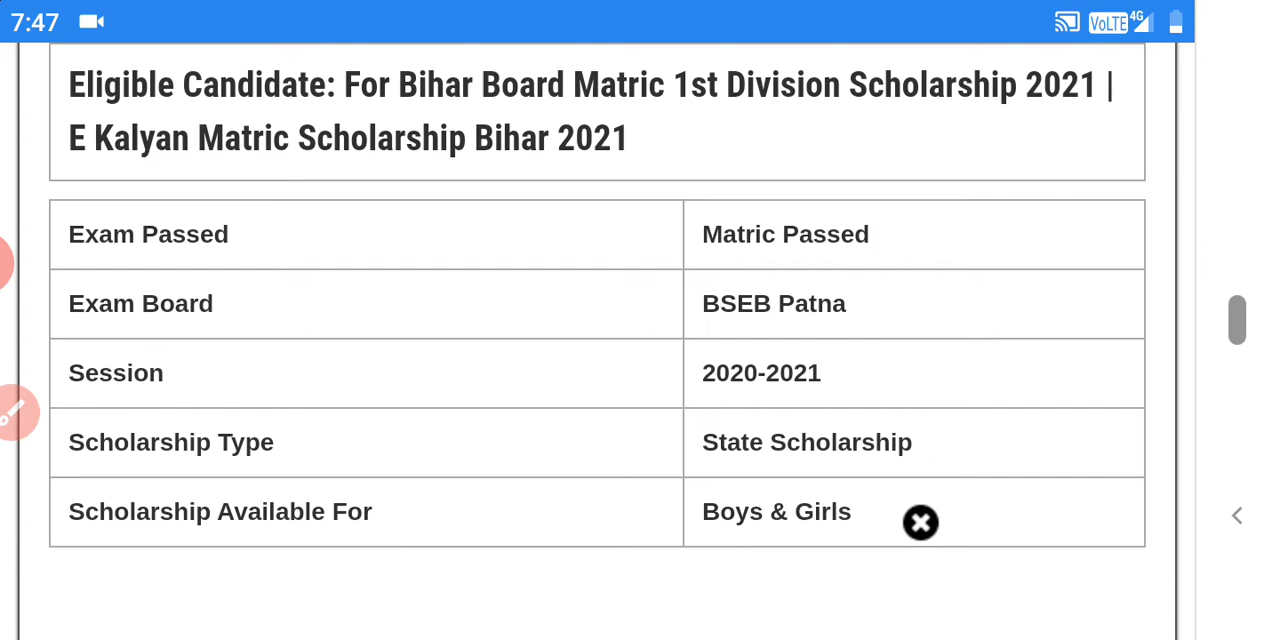 7:47
VoLTE 4G
Eligible Candidate: For Bihar Board Matric 1st Division Scholarship 2021 |
E Kalyan Matric Scholarship Bihar 2021
Exam Passed Matric Passed
Exam Board BSEB Patna
Session 2020-2021
Scholarship Type State Scholarship
Scholarship Available For Boys & Girls